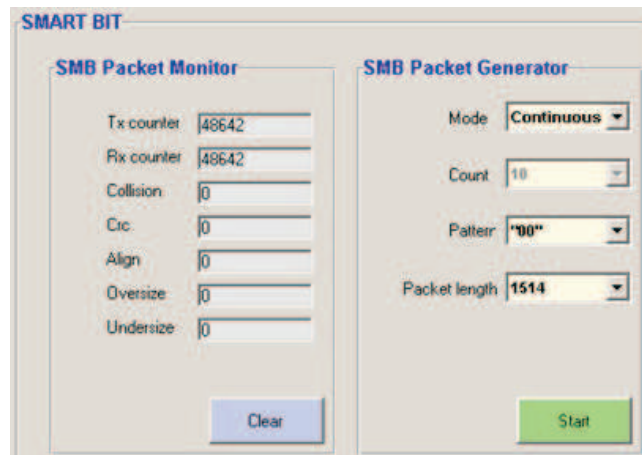 SMART BIT
SMB Packet Monitor
Tx counter 48642
Rx counter 48642
Collision 0
Crc 0
Align 0
Oversize 0
Undersize 0
Clear
SMB Packet Generator
Mode Continuous
Count 10
Pattern "00"
Packet length 1514
Start